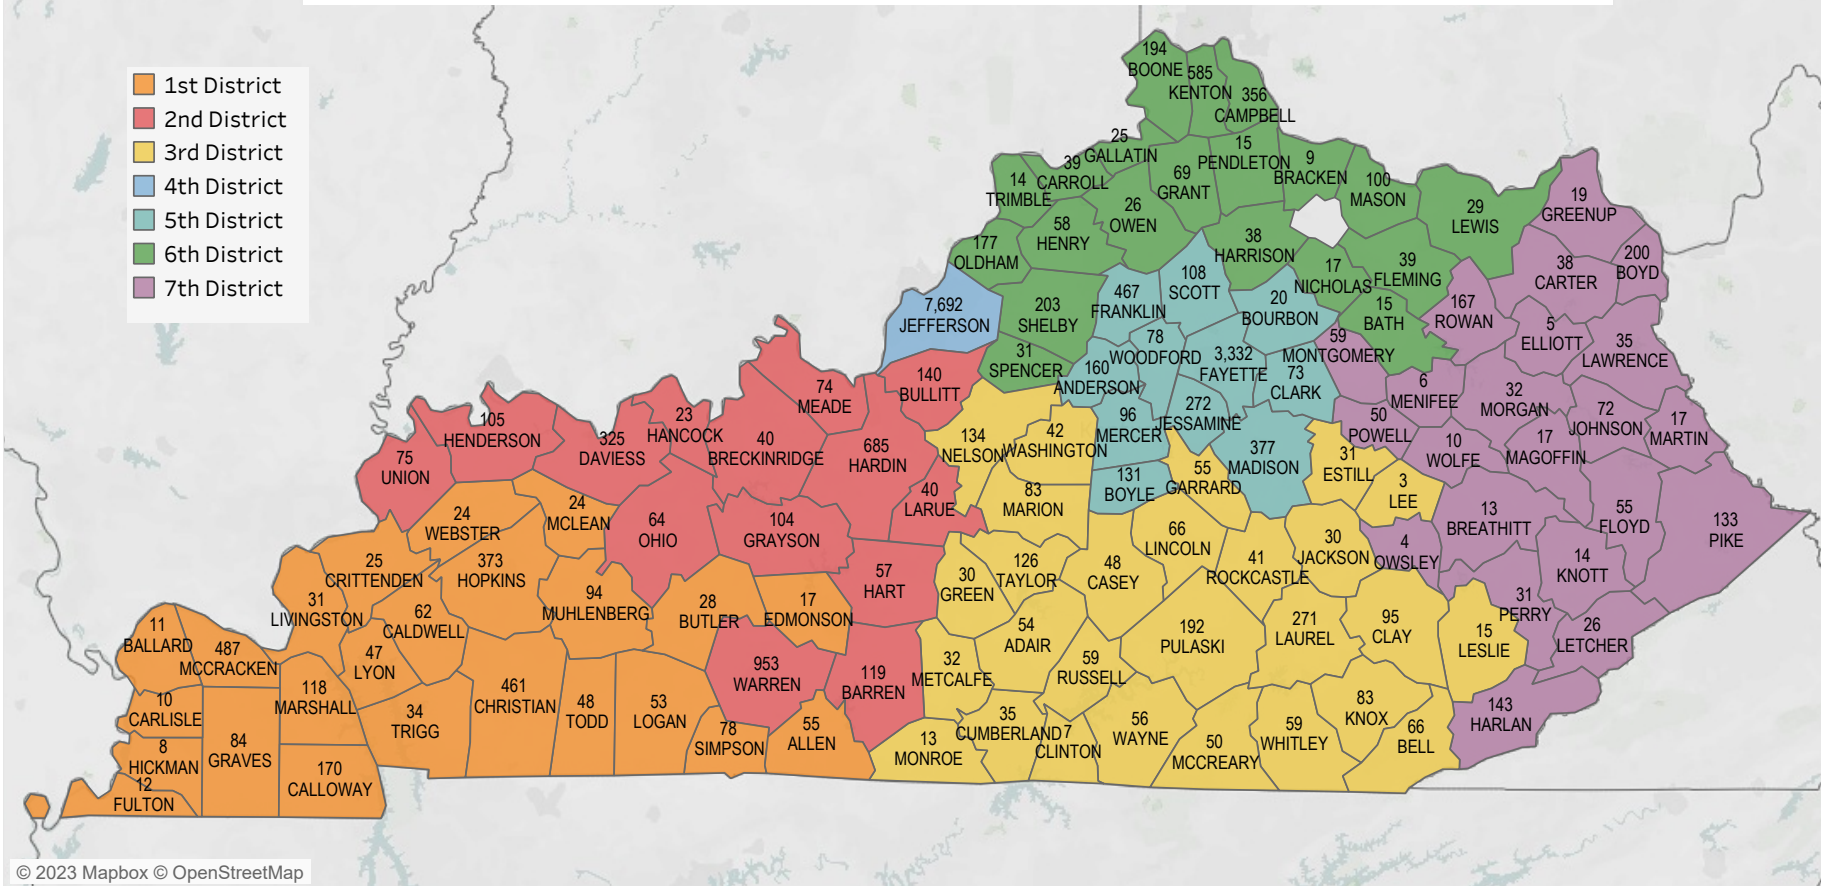 1st District
2nd District
3rd District
4th District
5th District
6th District
7th District
194
BOONE
585
KENTON
356
CAMPBELL
25
GALLATIN
39
CARROLL
14
TRIMBLE
15
PENDLETON
9
BRACKEN
69
GRANT
100
MASON
26
OWEN
58
HENRY
29
LEWIS
19
GREENUP
177
OLDHAM
38
HARRISON
17
NICHOLAS
39
FLEMING
38
CARTER
200
BOYD
7,692
JEFFERSON
203
SHELBY
467
FRANKLIN
108
SCOTT
20
BOURBON
15
BATH
167
ROWAN
5
ELLIOTT
35
LAWRENCE
31
SPENCER
78
WOODFORD
3,332
FAYETTE
59
MONTGOMERY
160
ANDERSON
73
CLARK
6
MENIFEE
32
MORGAN
140
BULLITT
74
MEADE
272
JESSAMINE
96
MERCER
50
POWELL
72
JOHNSON
17
MARTIN
105
HENDERSON
325
DAVIESS
23
HANCOCK
40
BRECKINRIDGE
685
HARDIN
134
NELSON
42
WASHINGTON
377
MADISON
31
ESTILL
10
WOLFE
17
MAGOFFIN
75
UNION
131
BOYLE
55
GARRARD
3
LEE
40
LARUE
83
MARION
24
WEBSTER
24
MCLEAN
64
OHIO
104
GRAYSON
66
LINCOLN
41
ROCKCASTLE
30
JACKSON
4
OWSLEY
13
BREATHITT
55
FLOYD
133
PIKE
25
CRITTENDEN
373
HOPKINS
57
HART
30
GREEN
126
TAYLOR
48
CASEY
14
KNOTT
31
LIVINGSTON
62
CALDWELL
94
MUHLENBERG
28
BUTLER
17
EDMONSON
54
ADAIR
192
PULASKI
271
LAUREL
95
CLAY
31
PERRY
15
LESLIE
26
LETCHER
11
BALLARD
487
MCCRACKEN
47
LYON
953
WARREN
119
BARREN
32
METCALFE
59
RUSSELL
10
CARLISLE
118
MARSHALL
34
TRIGG
461
CHRISTIAN
48
TODD
53
LOGAN
78
SIMPSON
55
ALLEN
13
MONROE
35
CUMBERLAND
7
CLINTON
56
WAYNE
50
MCCREARY
59
WHITLEY
83
KNOX
66
BELL
143
HARLAN
8
HICKMAN
84
GRAVES
170
CALLOWAY
12
FULTON
© 2023 Mapbox © OpenStreetMap